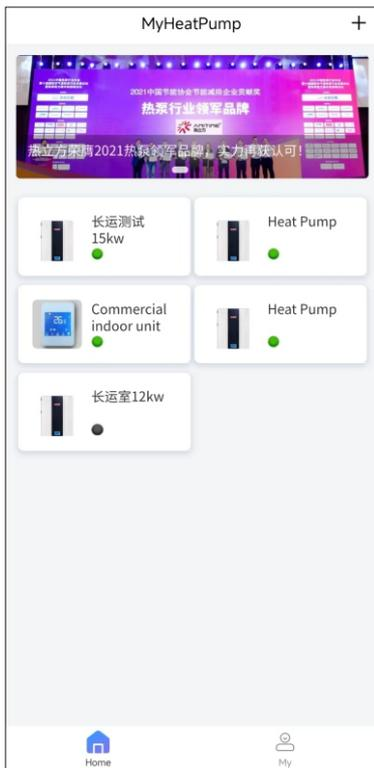 MyHeatPump
2021中国节能协会节能减排企业贡献奖
热泵行业领军品牌
热立方荣膺2021热泵领军品牌，实力再获认可！
长运测试
15kw
Heat Pump
Commercial
indoor unit
Heat Pump
长运室12kw
Home
My